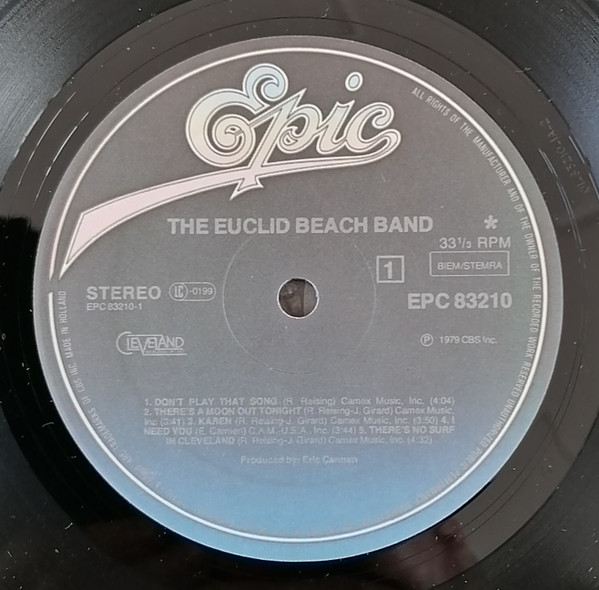 Epic
ALL RIGHTS OF THE MANUFACTURER AND OF THE OWNER OF THE RECORDED WORK RESERVED UNAUTHORIZED
THE EUCLID BEACH BAND
*
33 1/3 RPM
1
BIEM/STEMRA
STEREO LC-0199
EPC 83210-1
EPC 83210
CLEVELAND
Ⓟ 1979 CBS Inc.
1. DON'T PLAY THAT SONG (R. Reising) Camex Music, Inc. (4:04)
2. THERE'S A MOON OUT TONIGHT (R. Reising-J. Girard) Camex Music,
Inc (3:41) 3. KAREN (R. Reising-J. Girard) Camex Music, Inc. (3:50) 4. I
NEED YOU (E. Carmen) C.A.M.-U.S.A., Inc. (3:44) 5. THERE'S NO SURF
IN CLEVELAND (R. Reising-J. Girard) Camex Music, Inc. (4:32)
Produced by: Eric Carmen
MADE IN HOLLAND